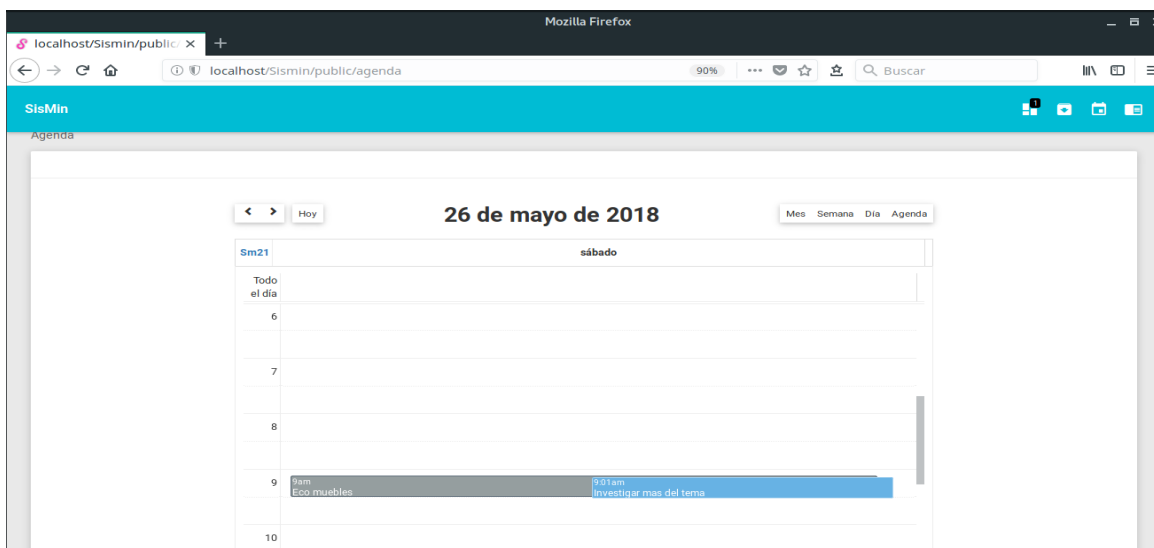 Mozilla Firefox
localhost/Sismin/public/
localhost/Sismin/public/agenda 90% Buscar
SisMin 1
Agenda
Hoy 26 de mayo de 2018 Mes Semana Día Agenda
Sm21 sábado
Todo
el día
6
7
8
9
9am
Eco muebles
9:01am
Investigar mas del tema
10